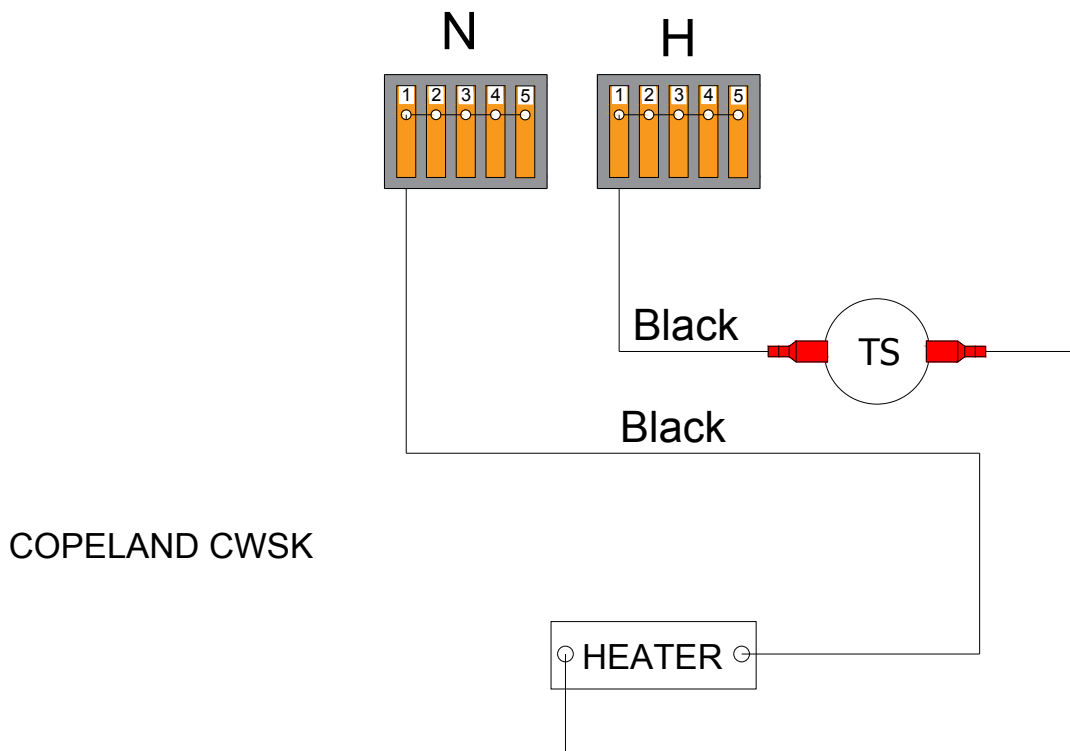 N H
1 2 3 4 5 1 2 3 4 5
Black
TS
Black
COPELAND CWSK
HEATER